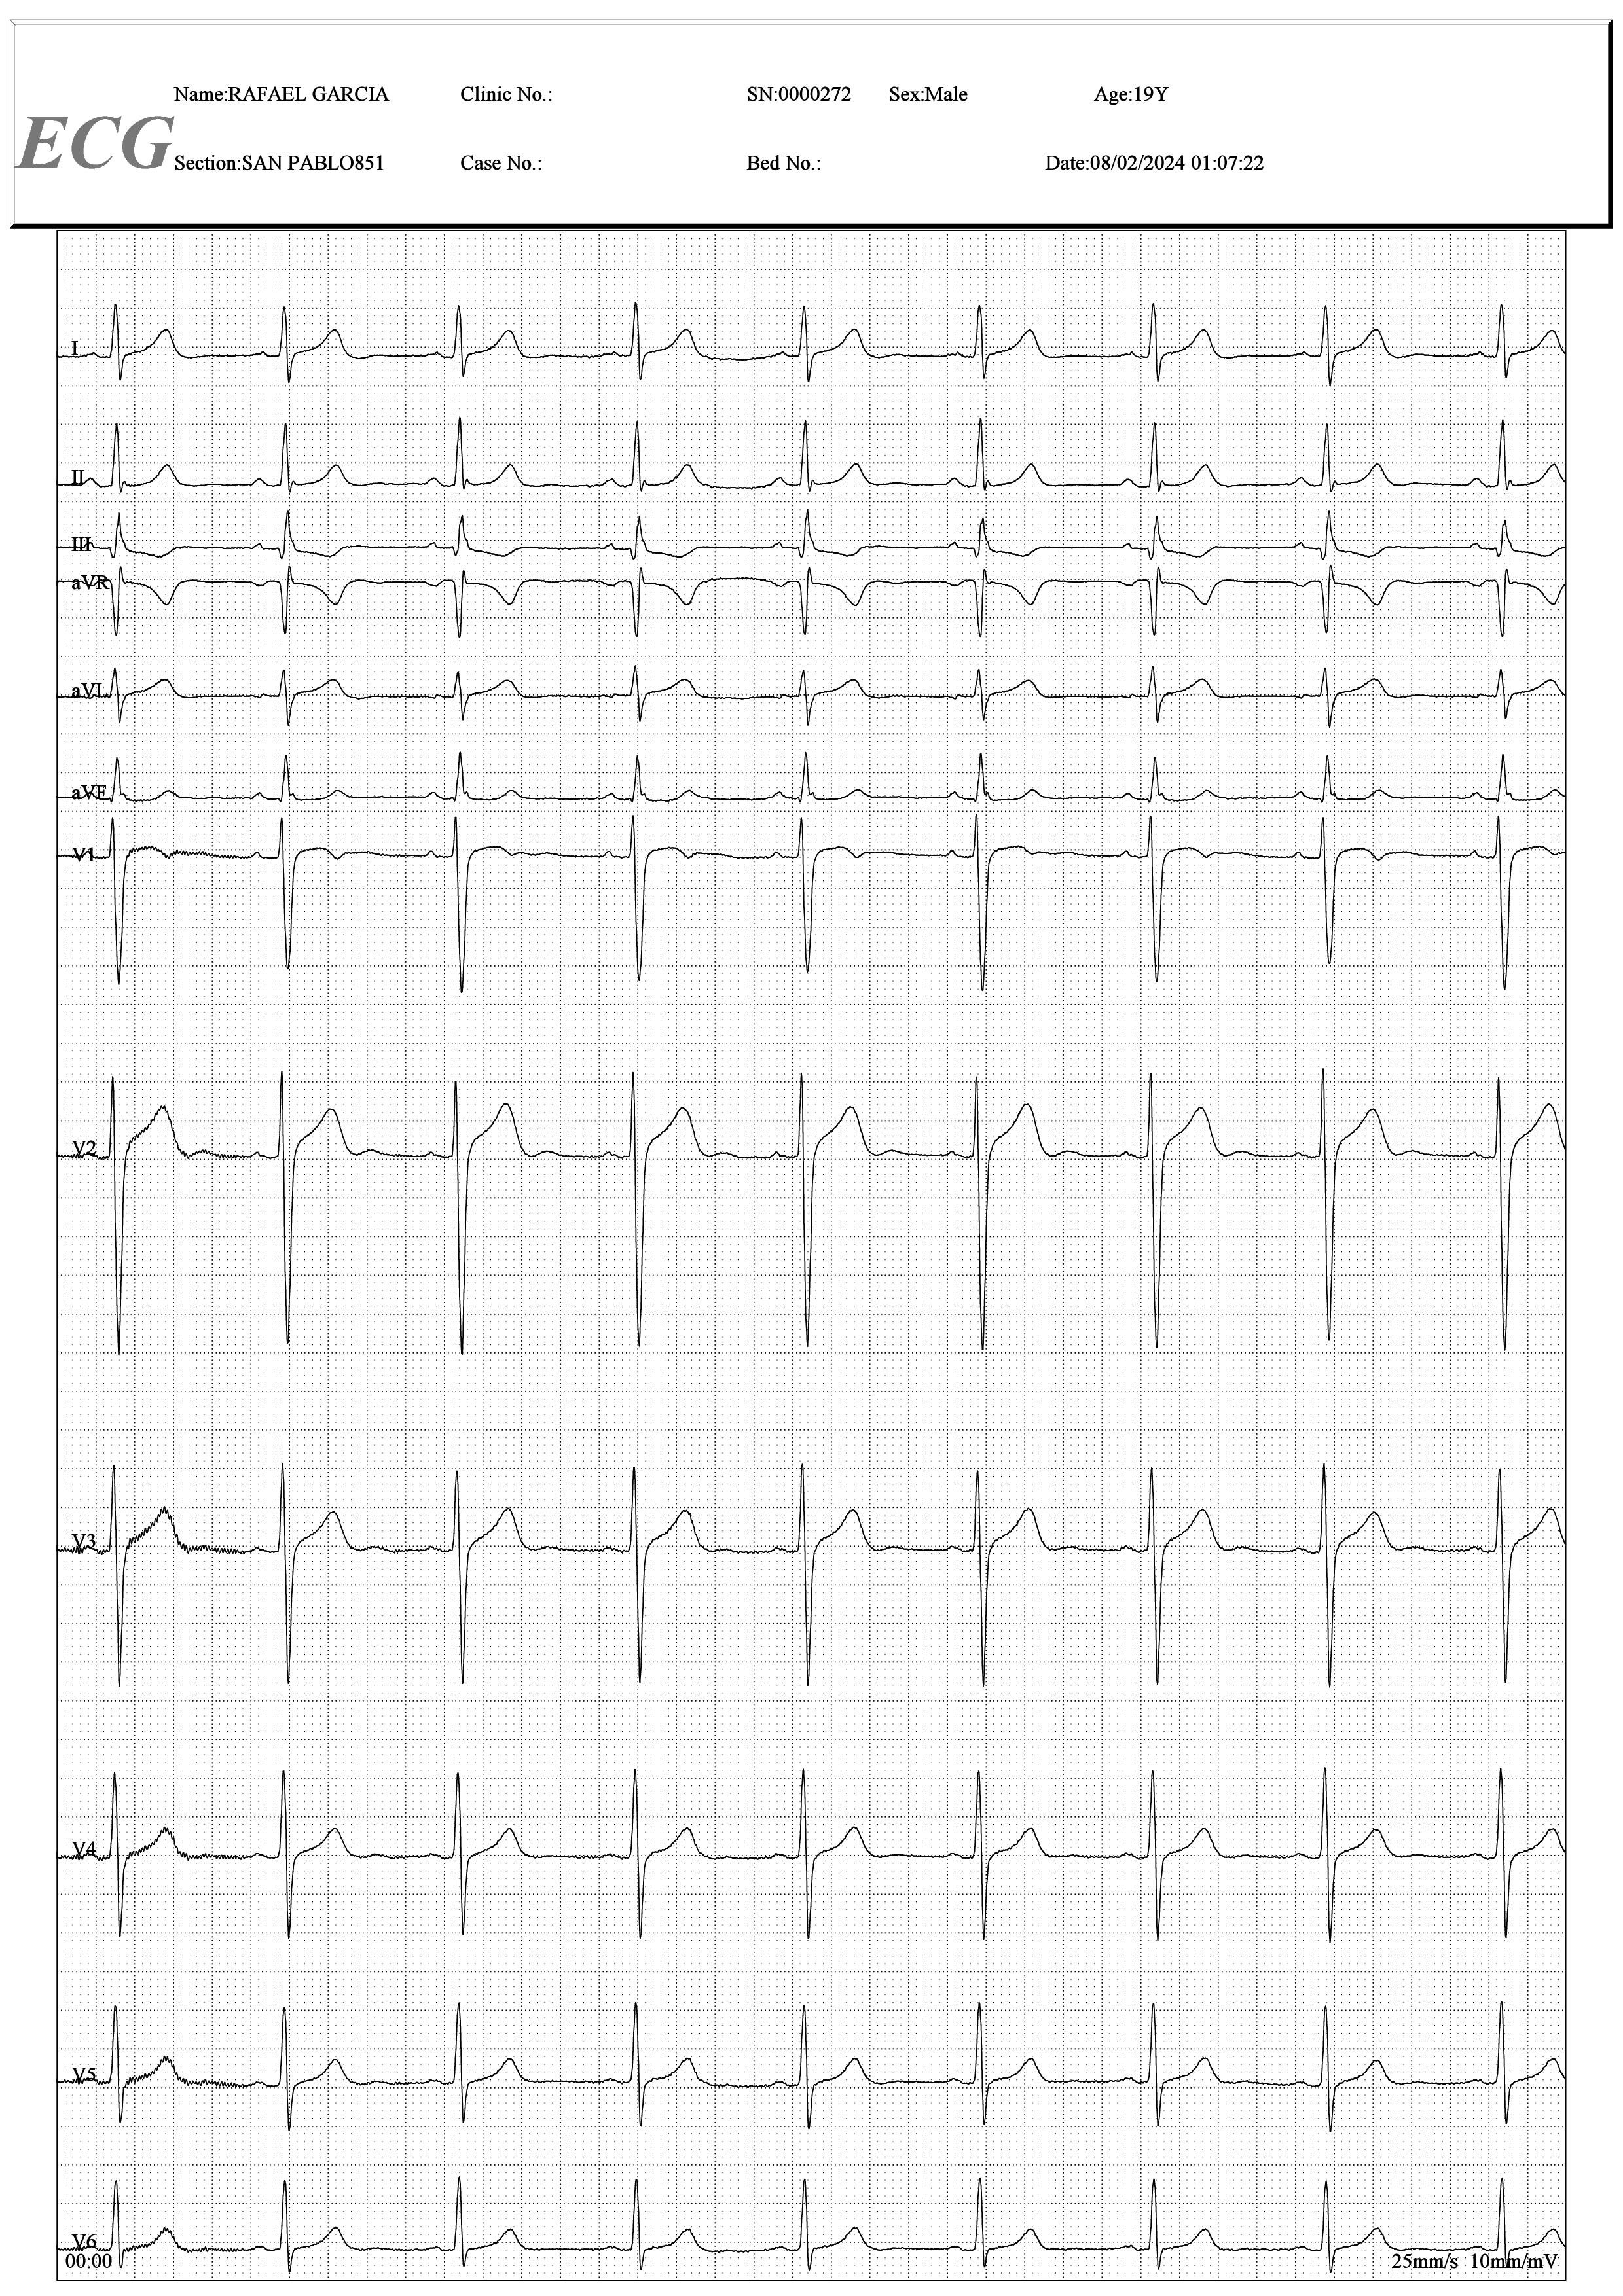 Name:RAFAEL GARCIA Clinic No.: SN:0000272 Sex:Male Age:19Y
ECG
Section:SAN PABLO851 Case No.: Bed No.: Date:08/02/2024 01:07:22
I
II
III
aVR
aVL
aVF
V1
V2
V3
V4
V5
V6
00:00 25mm/s 10mm/mV